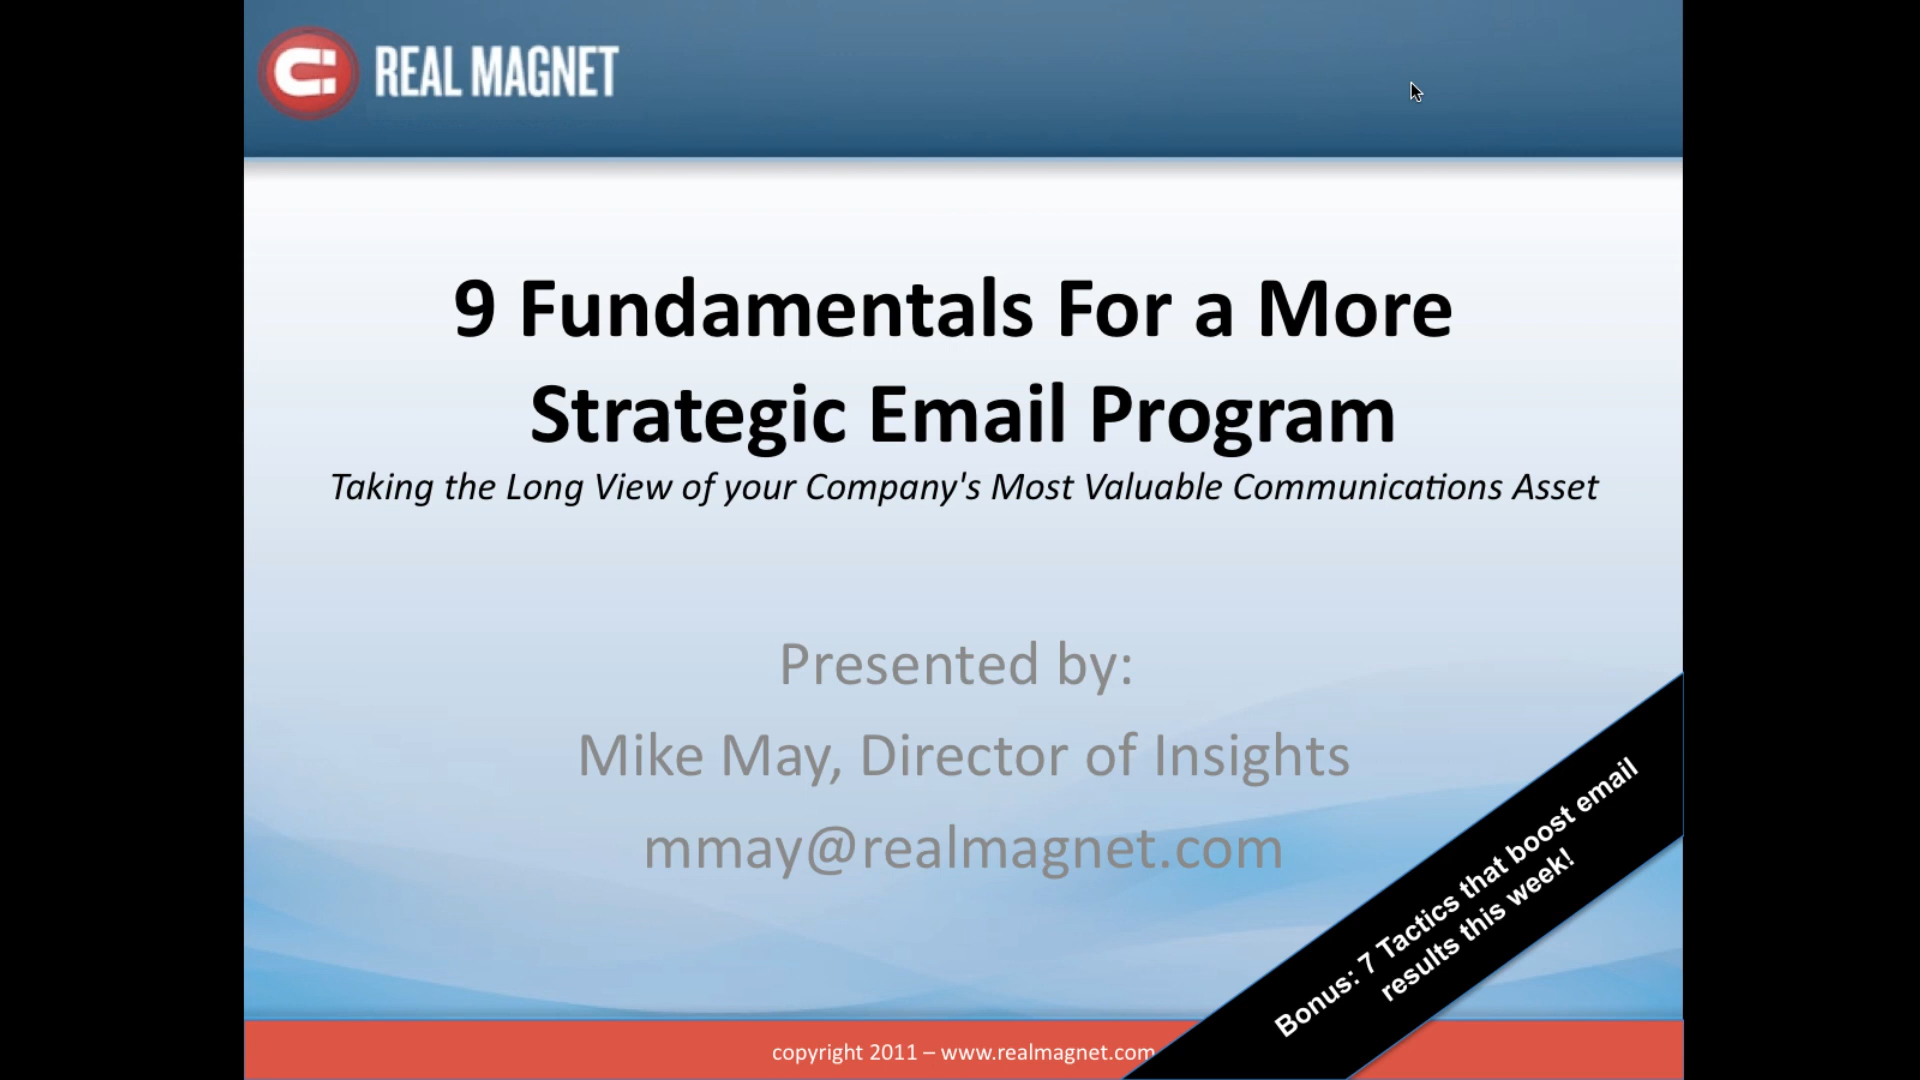 REAL MAGNET
9 Fundamentals For a More
Strategic Email Program
Taking the Long View of your Company's Most Valuable Communications Asset
Presented by:
Mike May, Director of Insights
mmay@realmagnet.com
Bonus: 7 Tactics that boost email
results this week!
copyright 2011 – www.realmagnet.com